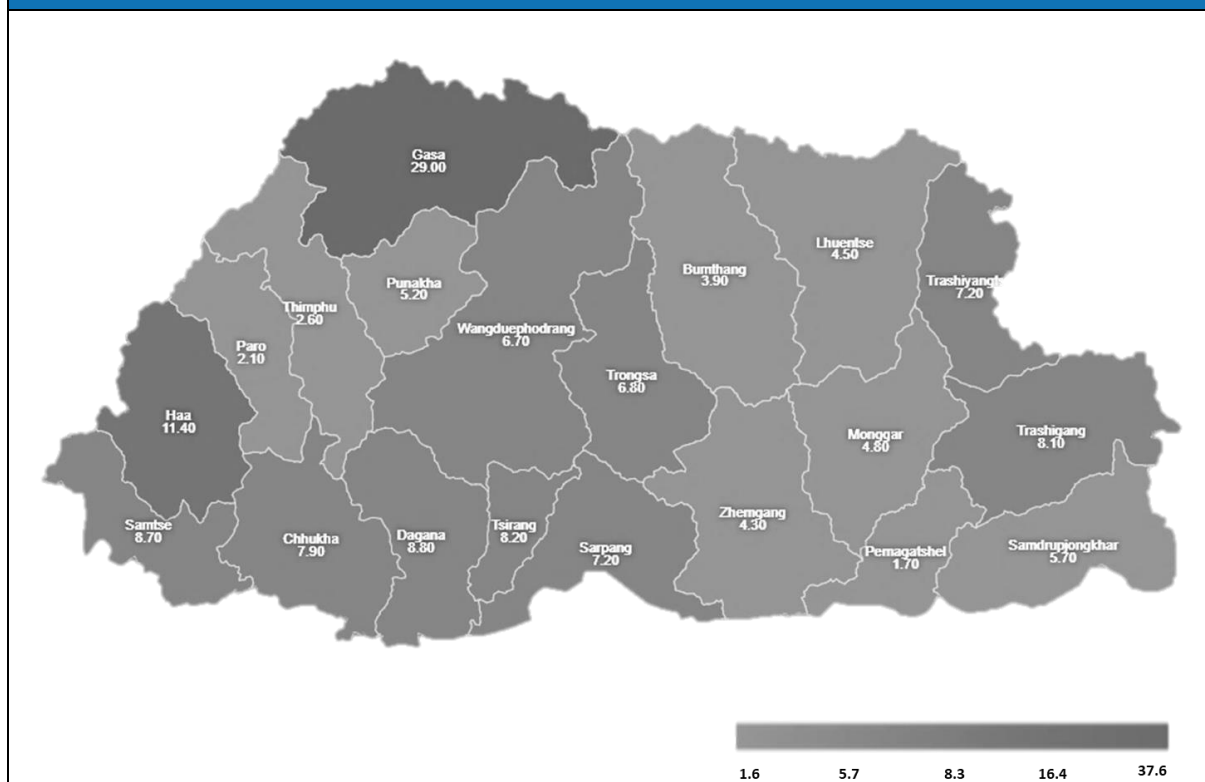 Gasa
29.00
Lhuentse
4.50
Bumthang
3.90
Trashiyangt
7.20
Punakha
5.20
Thimphu
2.60
Wangduephodrang
6.70
Paro
2.10
Trongsa
6.80
Haa
11.40
Monggar
4.80
Trashigang
8.10
Zhemgang
4.30
Samtse
8.70
Chhukha
7.90
Dagana
8.80
Tsirang
8.20
Sarpang
7.20
Pemagatshel
1.70
Samdrupjongkhar
5.70
1.6 5.7 8.3 16.4 37.6